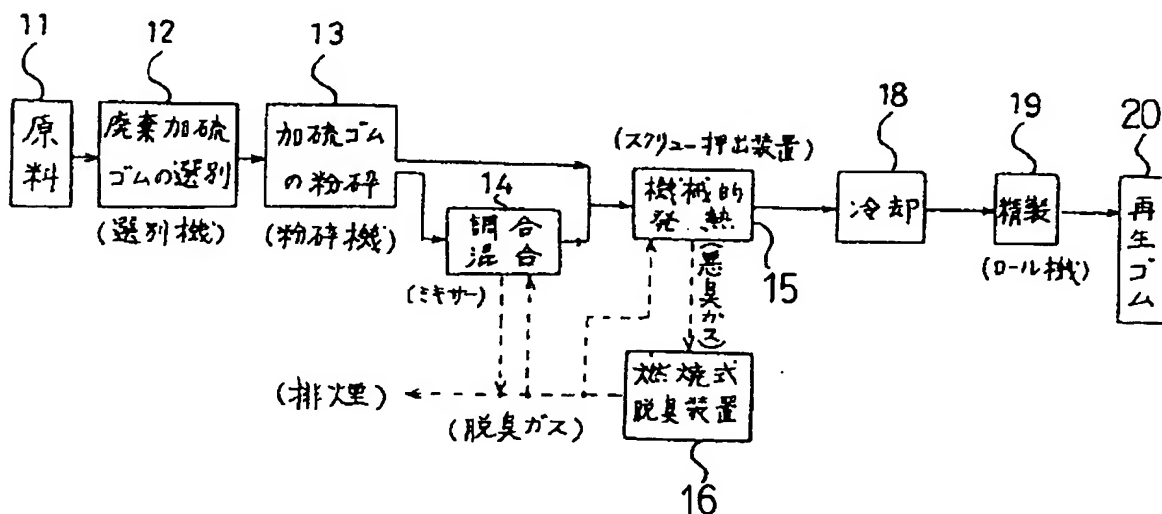 11
原
料
12
廃棄加硫
ゴムの選別
(選別機)
13
加硫ゴム
の粉砕
(粉砕機)
14
調合
混合
(ミキサー)
(スクリュー押出装置)
機械的
発熱
15
(悪臭ガス)
燃焼式
脱臭装置
16
(脱臭ガス)
(排煙)
18
冷却
19
精製
(ロール機)
20
再
生
ゴ
ム